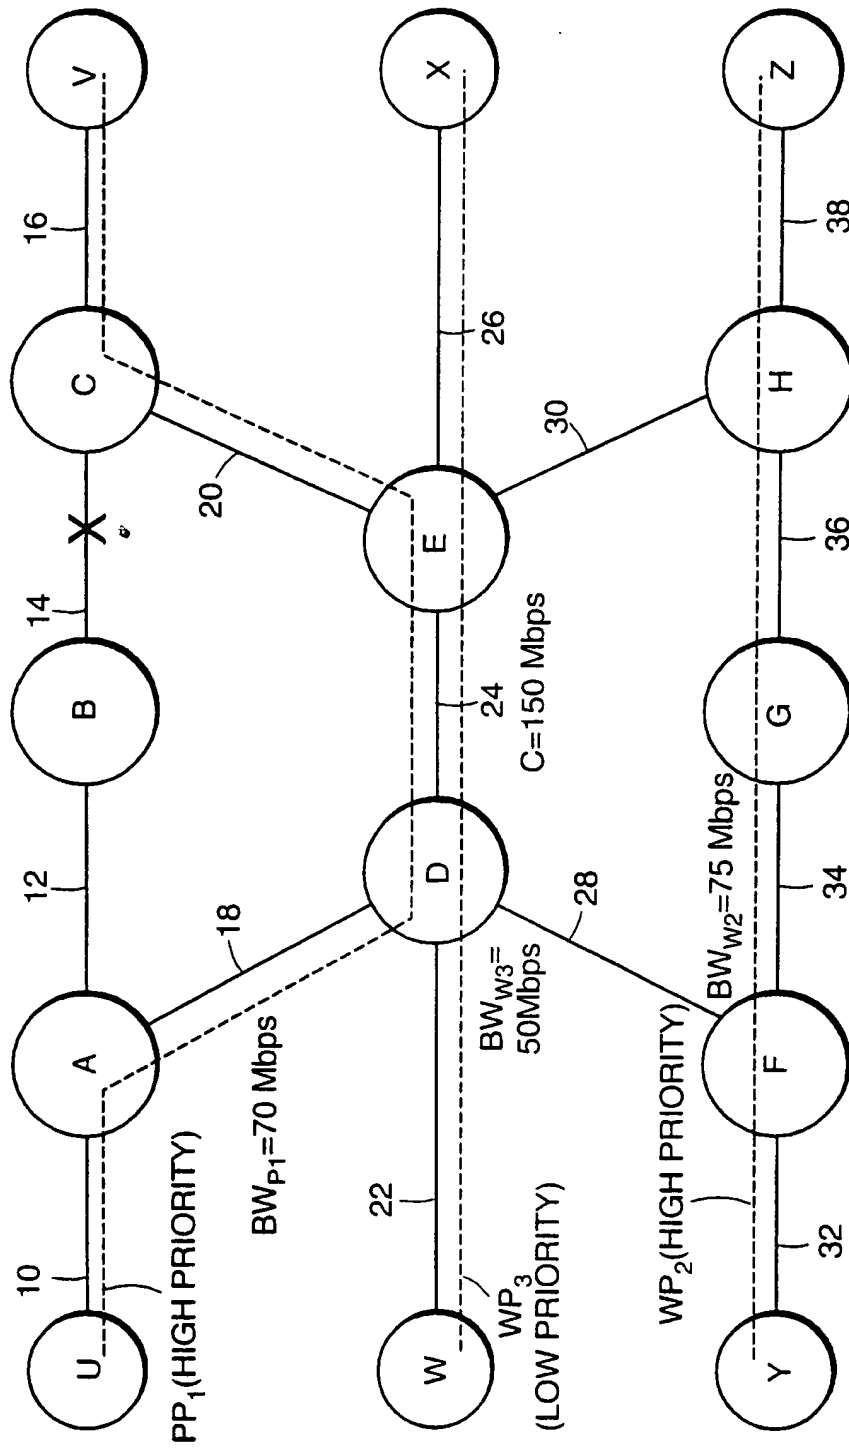 10
12
14
16
U
A
B
X
C
V
PP1(HIGH PRIORITY)
18
20
BWP1=70 Mbps
22
24
26
W
D
E
X
WP3
(LOW PRIORITY)
BWW3=
50Mbps
C=150 Mbps
28
30
WP2(HIGH PRIORITY)
BWW2=75 Mbps
Y
F
G
H
Z
32
34
36
38